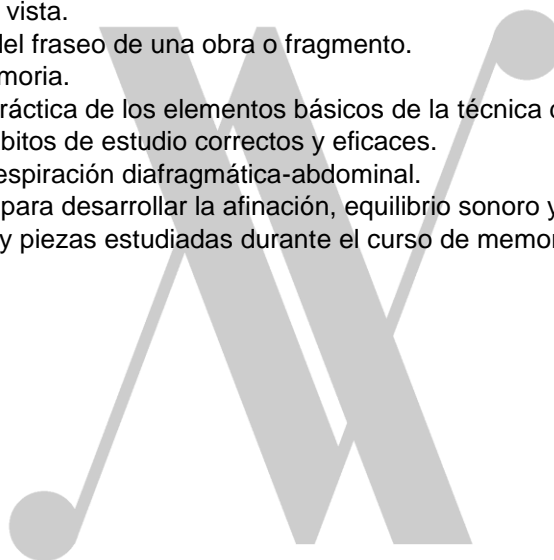 vista.
del fraseo de una obra o fragmento.
moria.
ráctica de los elementos básicos de la técnica
bitos de estudio correctos y eficaces.
espiración diafragmática-abdominal.
para desarrollar la afinación, equilibrio sonoro y
y piezas estudiadas durante el curso de memor